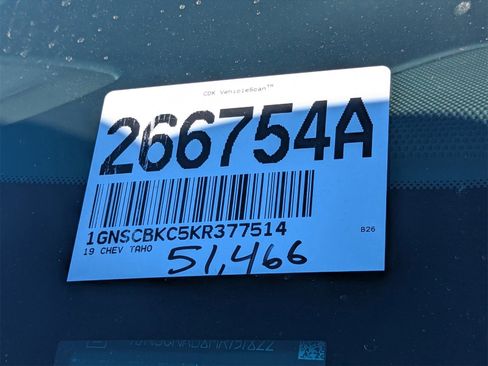 CDK VehicleScan™
266754A
1GNSCBKC5KR377514
19 CHEV TAHO
B26
51,466